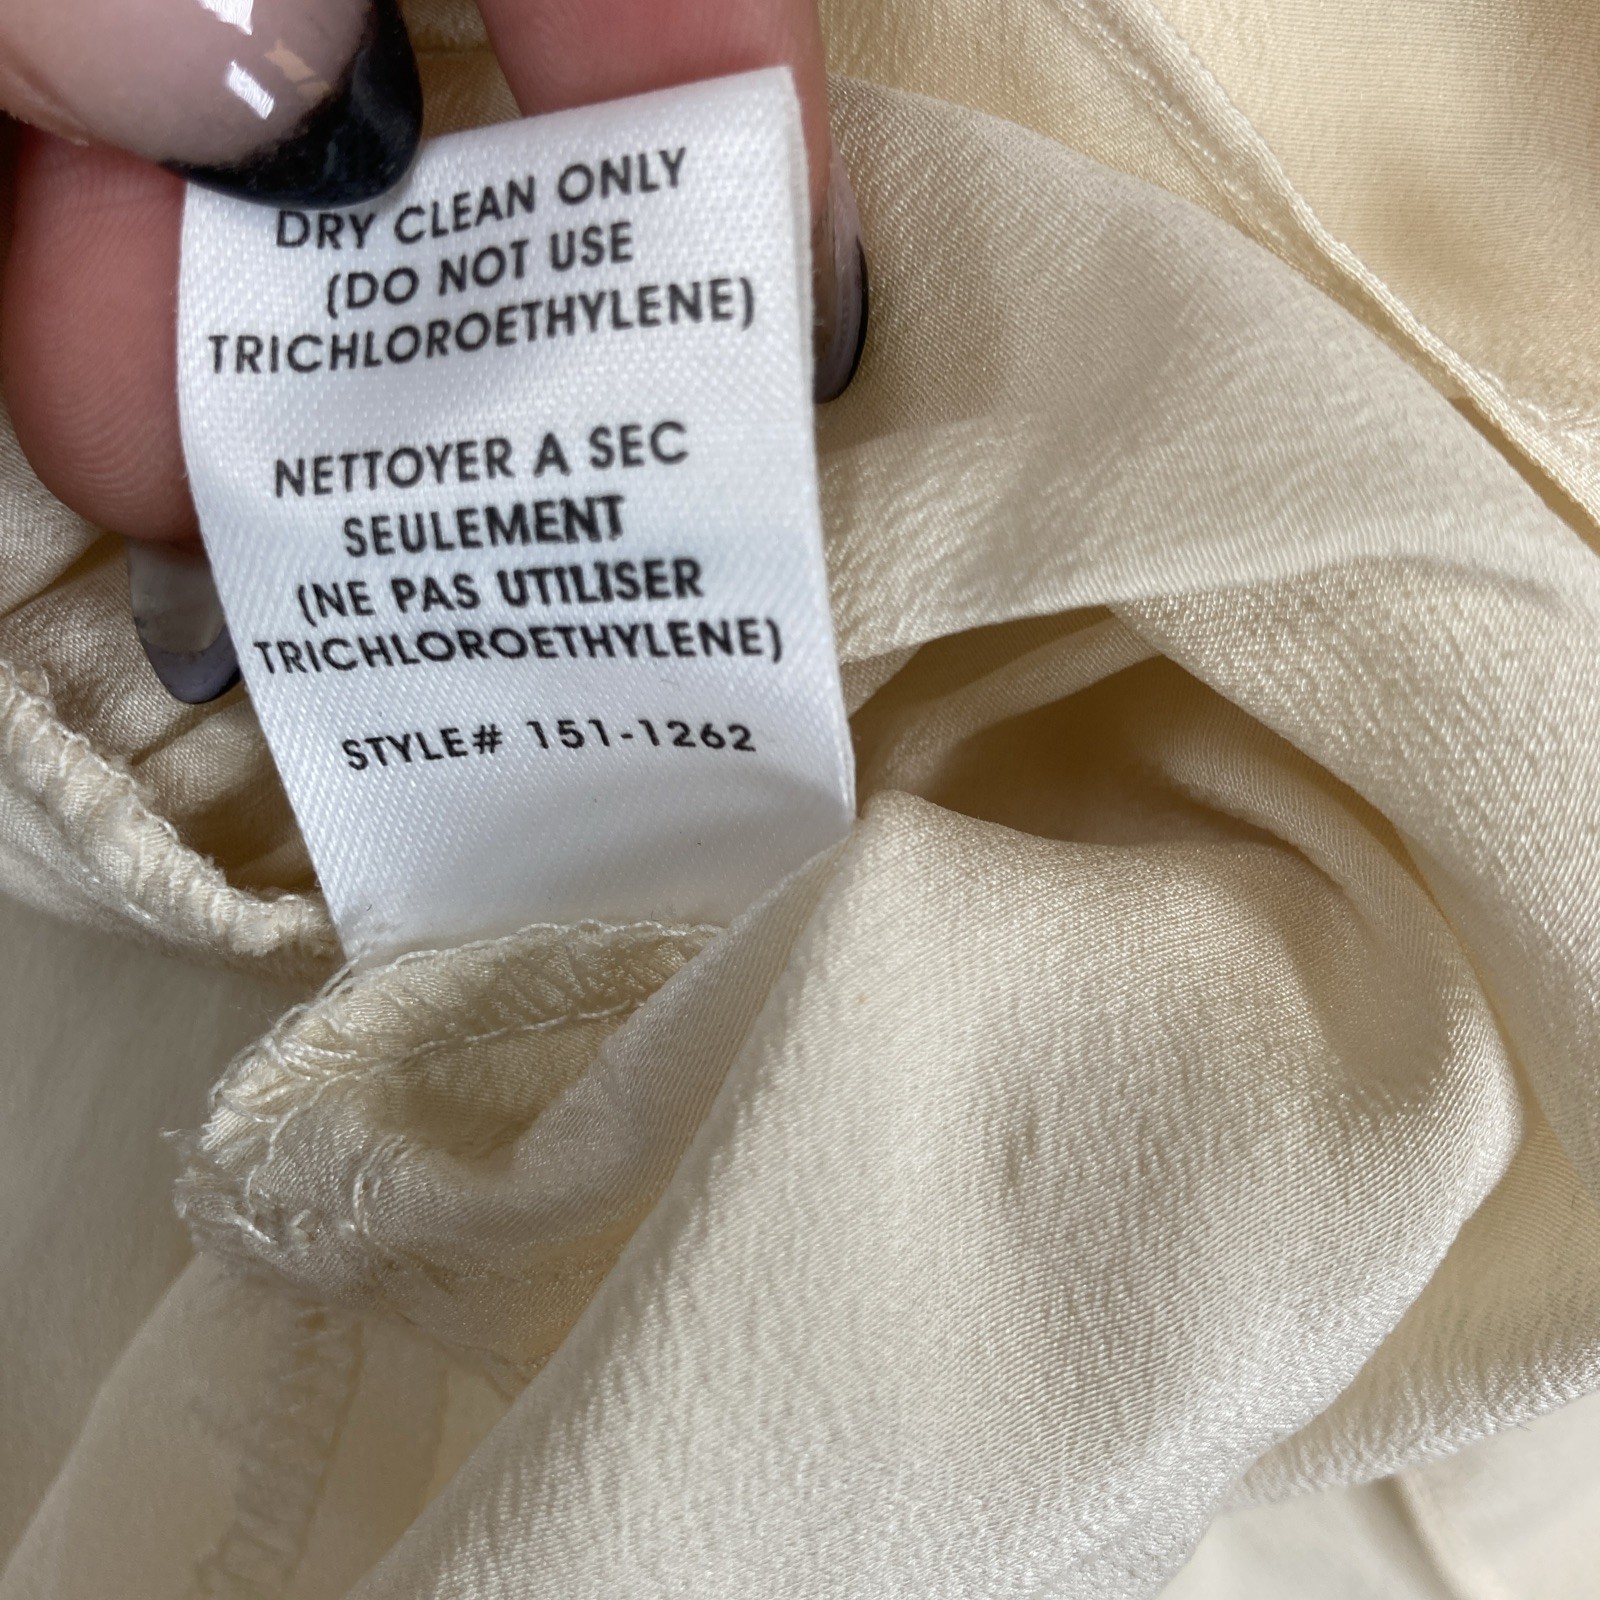 DRY CLEAN ONLY
(DO NOT USE
TRICHLOROETHYLENE)
NETTOYER A SEC
SEULEMENT
(NE PAS UTILISER
TRICHLOROETHYLENE)
STYLE# 151-1262